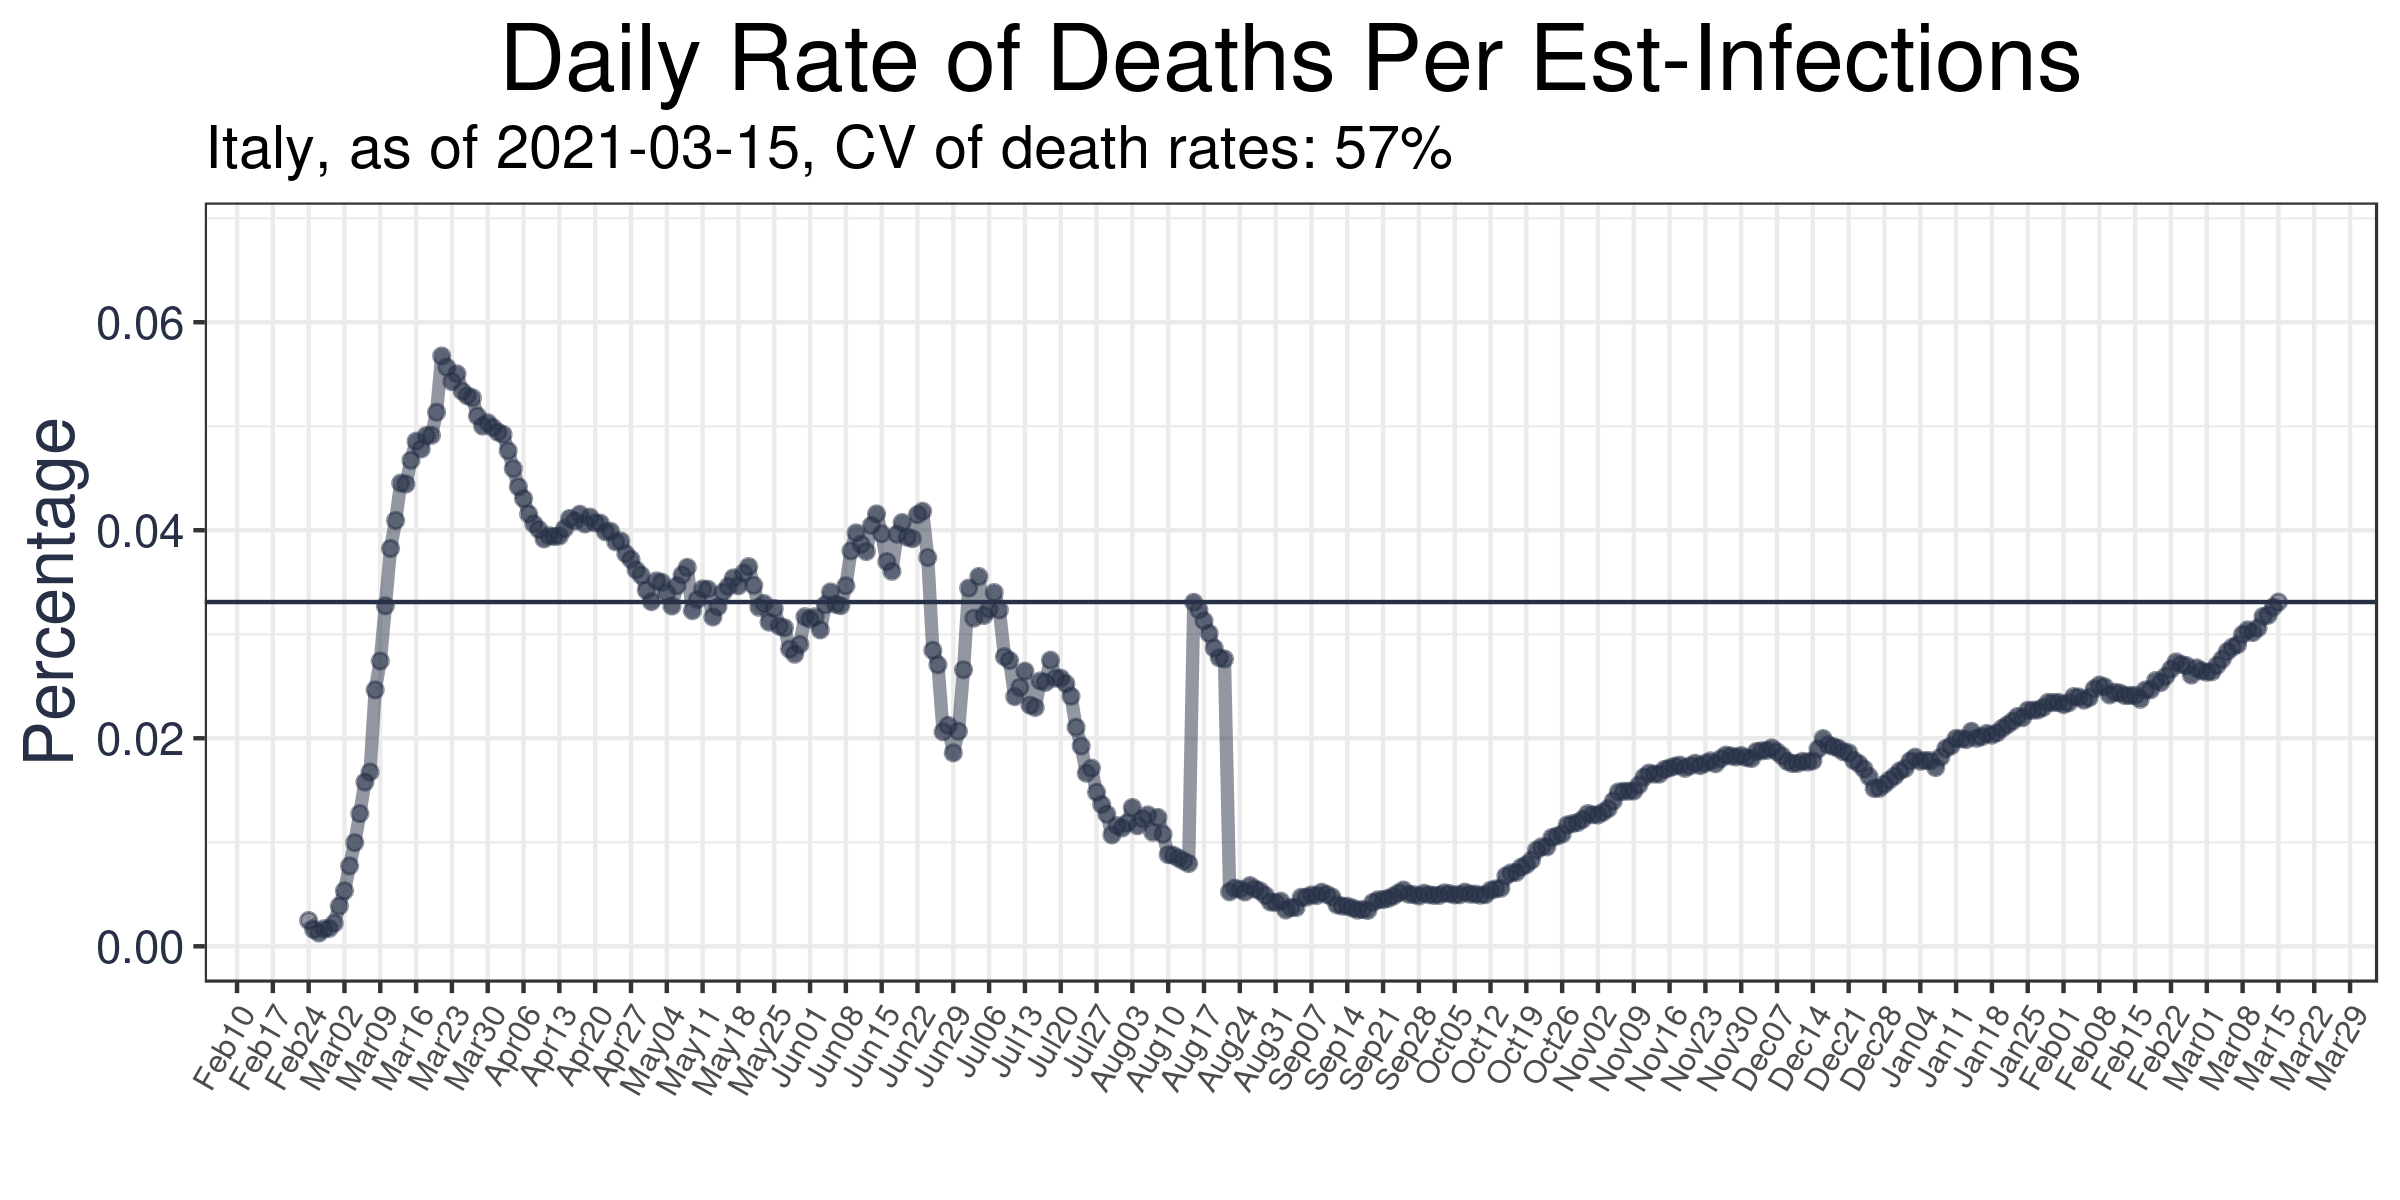 Daily Rate of Deaths Per Est-Infections
Italy, as of 2021-03-15, CV of death rates: 57%
Percentage
0.06
0.04
0.02
0.00
Feb10
Feb17
Feb24
Mar02
Mar09
Mar16
Mar23
Mar30
Apr06
Apr13
Apr20
Apr27
May04
May11
May18
May25
Jun01
Jun08
Jun15
Jun22
Jun29
Jul06
Jul13
Jul20
Jul27
Aug03
Aug10
Aug17
Aug24
Aug31
Sep07
Sep14
Sep21
Sep28
Oct05
Oct12
Oct19
Oct26
Nov02
Nov09
Nov16
Nov23
Nov30
Dec07
Dec14
Dec21
Dec28
Jan04
Jan11
Jan18
Jan25
Feb01
Feb08
Feb15
Feb22
Mar01
Mar08
Mar15
Mar22
Mar29